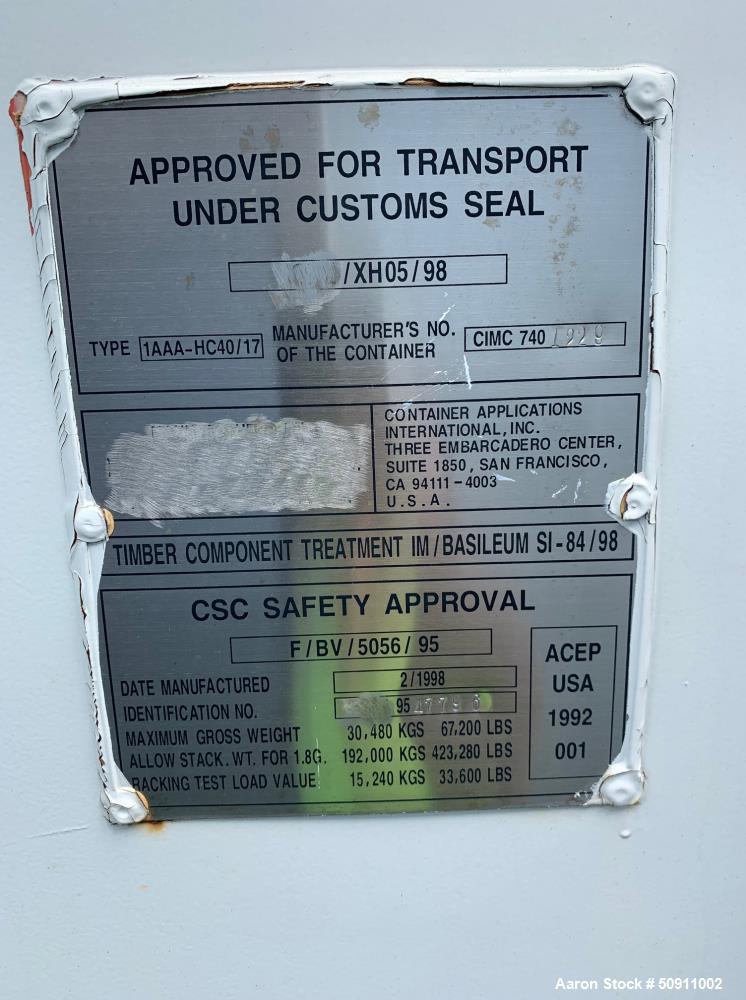 APPROVED FOR TRANSPORT
UNDER CUSTOMS SEAL
/XH05/98
TYPE 1AAA-HC40/17 MANUFACTURER'S NO. OF THE CONTAINER CIMC 740 1229
CONTAINER APPLICATIONS
INTERNATIONAL, INC.
THREE EMBARCADERO CENTER,
SUITE 1850, SAN FRANCISCO,
CA 94111-4003
U.S.A.
TIMBER COMPONENT TREATMENT IM/BASILEUM SI-84/98
CSC SAFETY APPROVAL
F/BV/5056/95
DATE MANUFACTURED 2/1998
IDENTIFICATION NO. 95
MAXIMUM GROSS WEIGHT 30,480 KGS 67,200 LBS
ALLOW STACK. WT. FOR 1.8G. 192,000 KGS 423,280 LBS
RACKING TEST LOAD VALUE 15,240 KGS 33,600 LBS
ACEP
USA
1992
001
Aaron Stock # 50911002